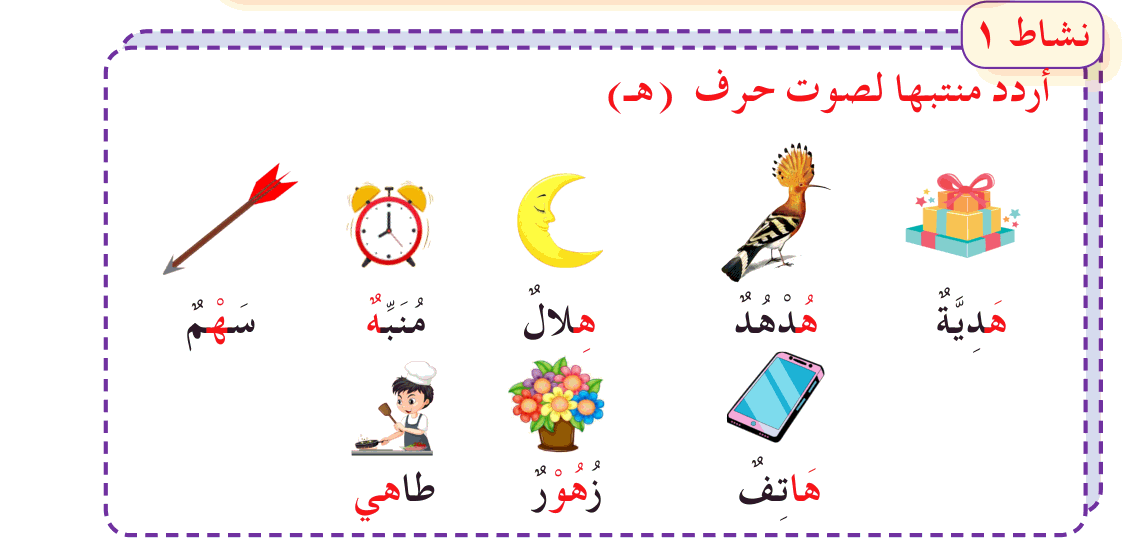 نشاط ١
أردد منتبها لصوت حرف (هـ)
هَدِيَّةٌ هُدْهُدٌ هِلالٌ مُنَبِّهٌ سَهْمٌ
هَاتِفٌ زُهُوْرٌ طاهي